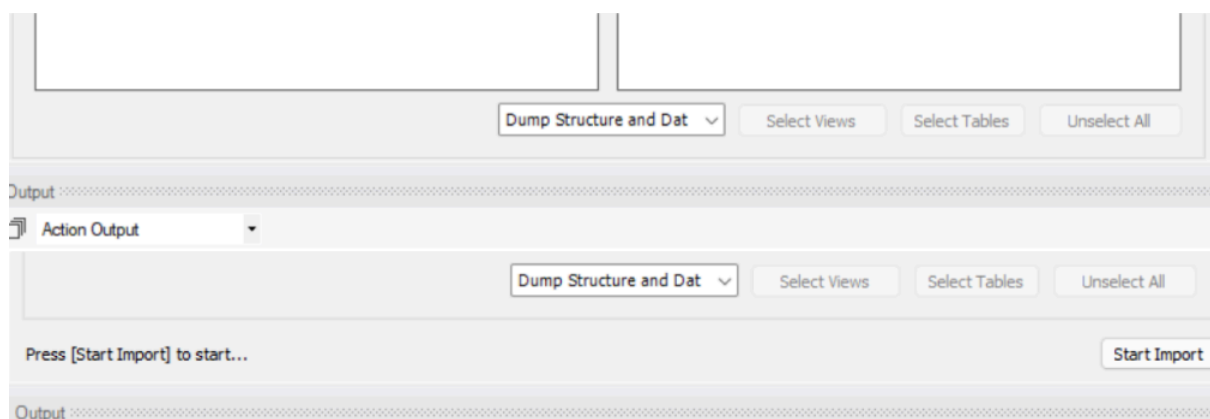 Dump Structure and Dat Select Views Select Tables Unselect All
Output
Action Output
Dump Structure and Dat Select Views Select Tables Unselect All
Press [Start Import] to start... Start Import
Output